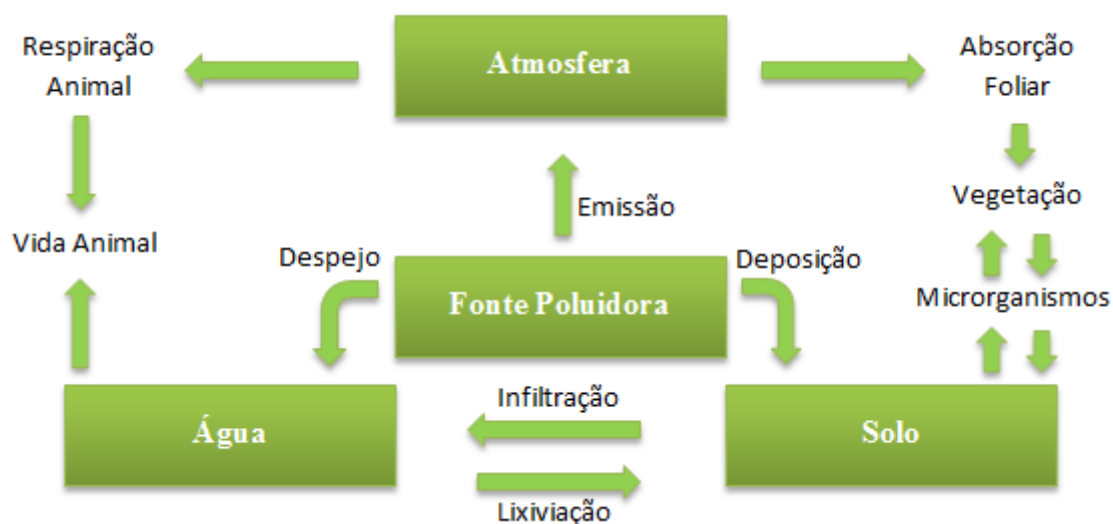 Respiração
Animal
Atmosfera
Absorção
Foliar
Emissão
Vegetação
Vida Animal
Despejo
Fonte Poluidora
Deposição
Microrganismos
Água
Infiltração
Lixiviação
Solo